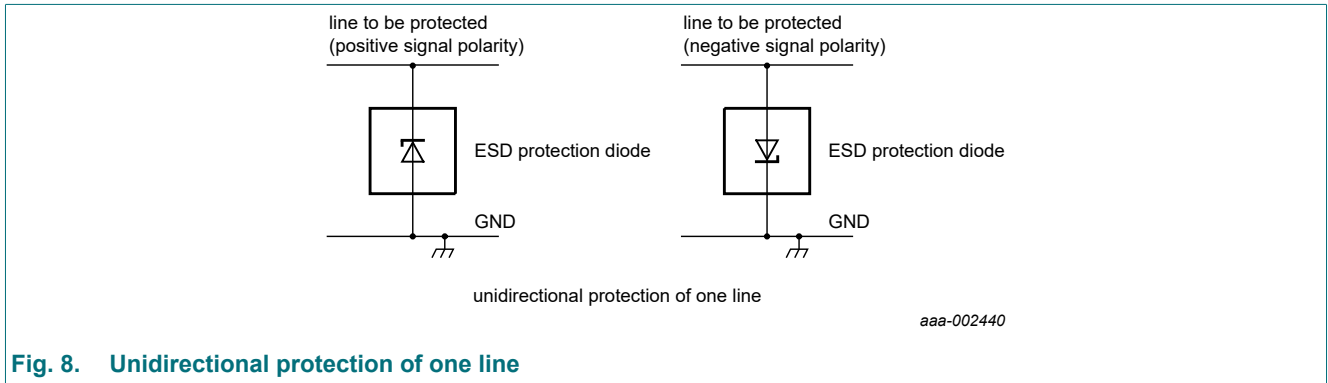 line to be protected
(positive signal polarity)
line to be protected
(negative signal polarity)
ESD protection diode
ESD protection diode
GND
GND
unidirectional protection of one line
aaa-002440
Fig. 8. Unidirectional protection of one line